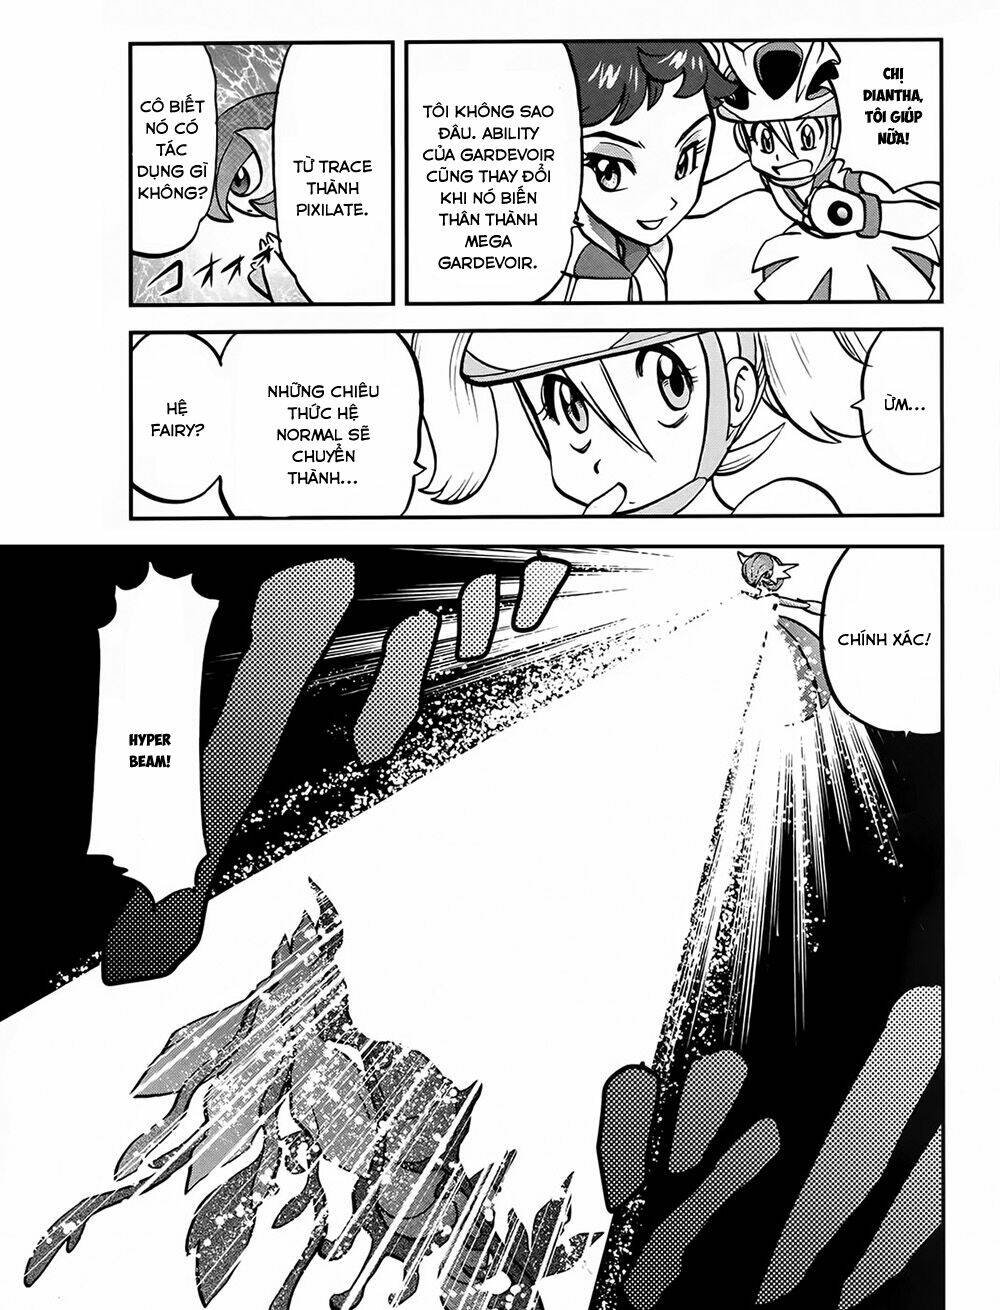 CHỊ
DIANTHA,
TÔI GIÚP
NỮA!
TÔI KHÔNG SAO
ĐÂU. ABILITY
CỦA GARDEVOIR
CŨNG THAY ĐỔI
KHI NÓ BIẾN
THÂN THÀNH
MEGA
GARDEVOIR.
TỪ TRACE
THÀNH
PIXILATE.
CÔ BIẾT
NÓ CÓ
TÁC
DỤNG GÌ
KHÔNG?
ỪM...
NHỮNG CHIÊU
THỨC HỆ
NORMAL SẼ
CHUYỂN
THÀNH...
HỆ
FAIRY?
CHÍNH XÁC!
HYPER
BEAM!